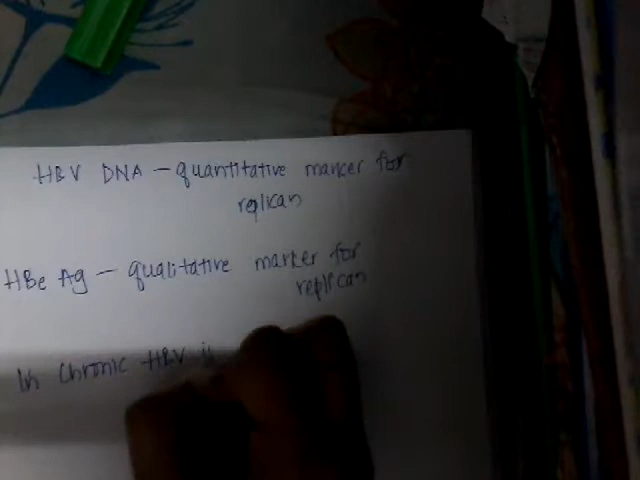 HBV DNA - quantitative marker for
replican
HBe Ag - qualitative marker for
replican
In Chronic HBV i